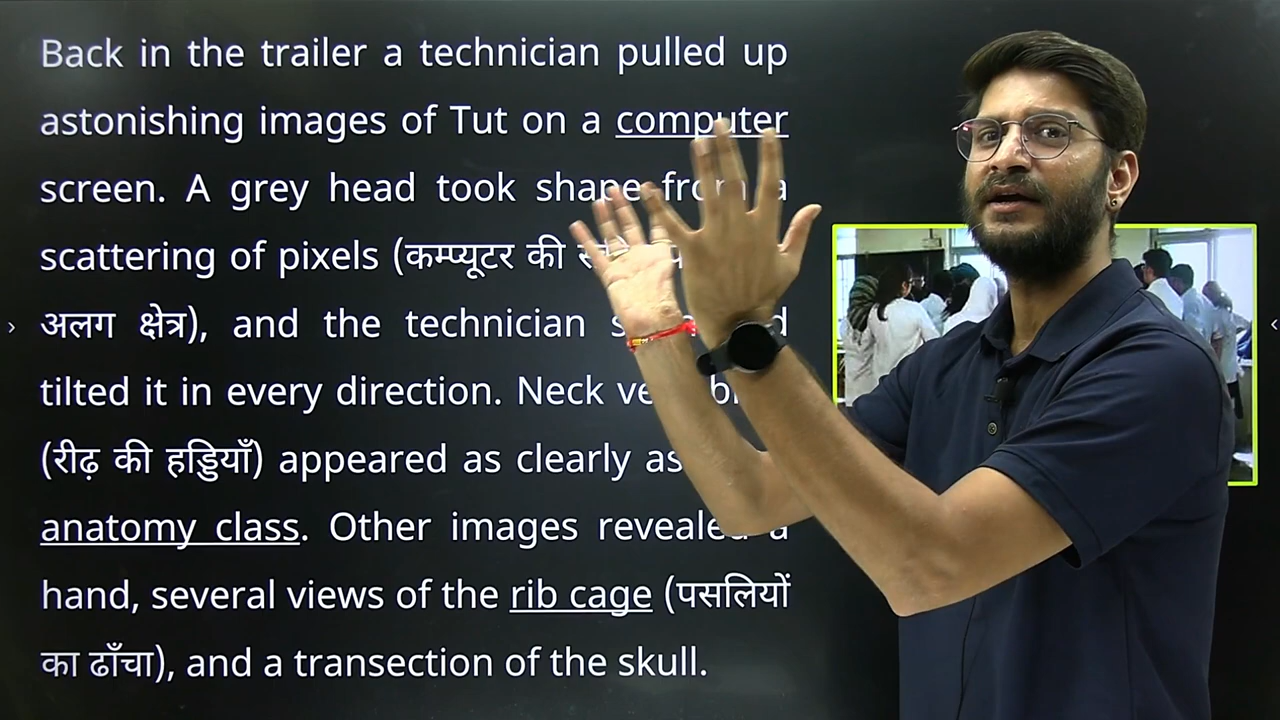 Back in the trailer a technician pulled up
astonishing images of Tut on a computer
screen. A grey head took shape from a
scattering of pixels (कम्प्यूटर की
अलग क्षेत्र), and the technician
tilted it in every direction. Neck
(रीढ़ की हड्डियाँ) appeared as clearly as
anatomy class. Other images revealed a
hand, several views of the rib cage (पसलियों
का ढाँचा), and a transection of the skull.